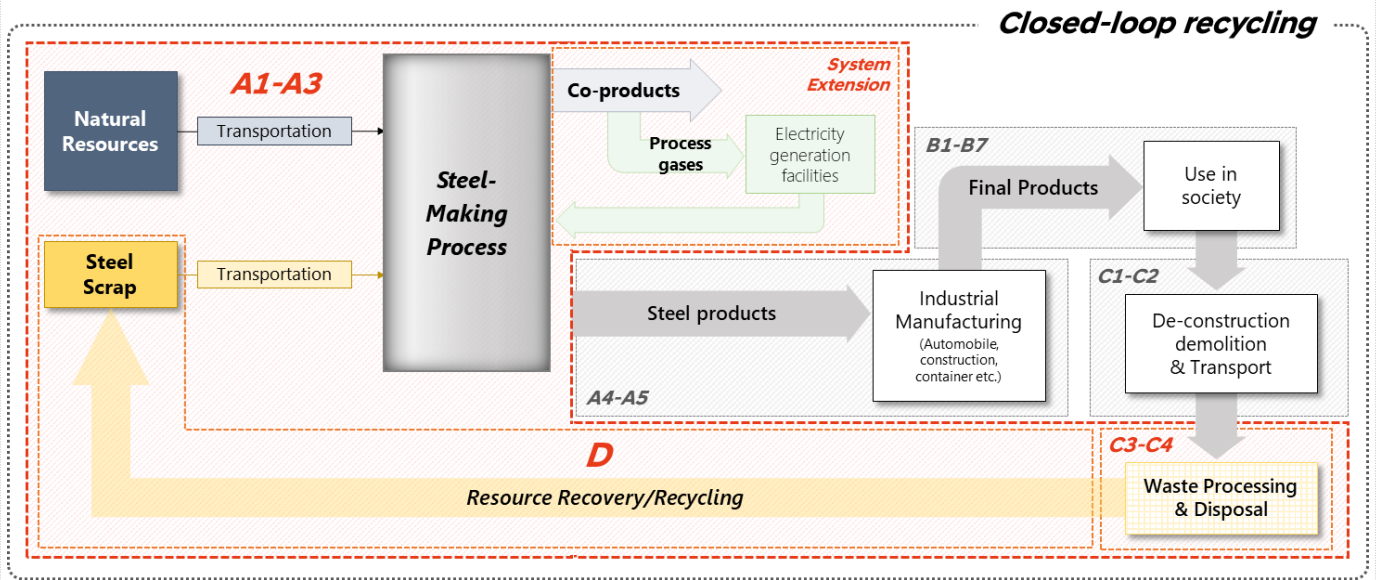 Closed-loop recycling
A1-A3
Natural
Resources
Transportation
Steel-
Making
Process
Co-products
System
Extension
Process
gases
Electricity
generation
facilities
B1-B7
Final Products
Use in
society
Steel
Scrap
Transportation
Steel products
Industrial
Manufacturing
(Automobile,
construction,
container etc.)
A4-A5
C1-C2
De-construction
demolition
& Transport
D
Resource Recovery/Recycling
C3-C4
Waste Processing
& Disposal